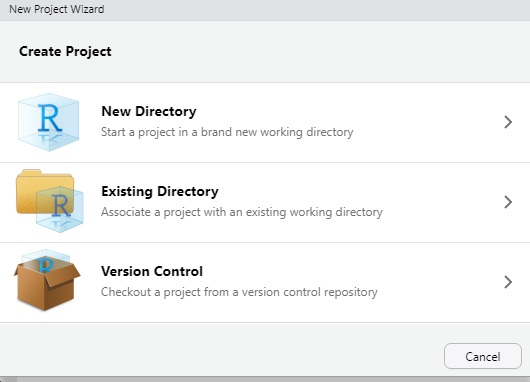 New Project Wizard
Create Project
New Directory
Start a project in a brand new working directory
Existing Directory
Associate a project with an existing working directory
Version Control
Checkout a project from a version control repository
Cancel